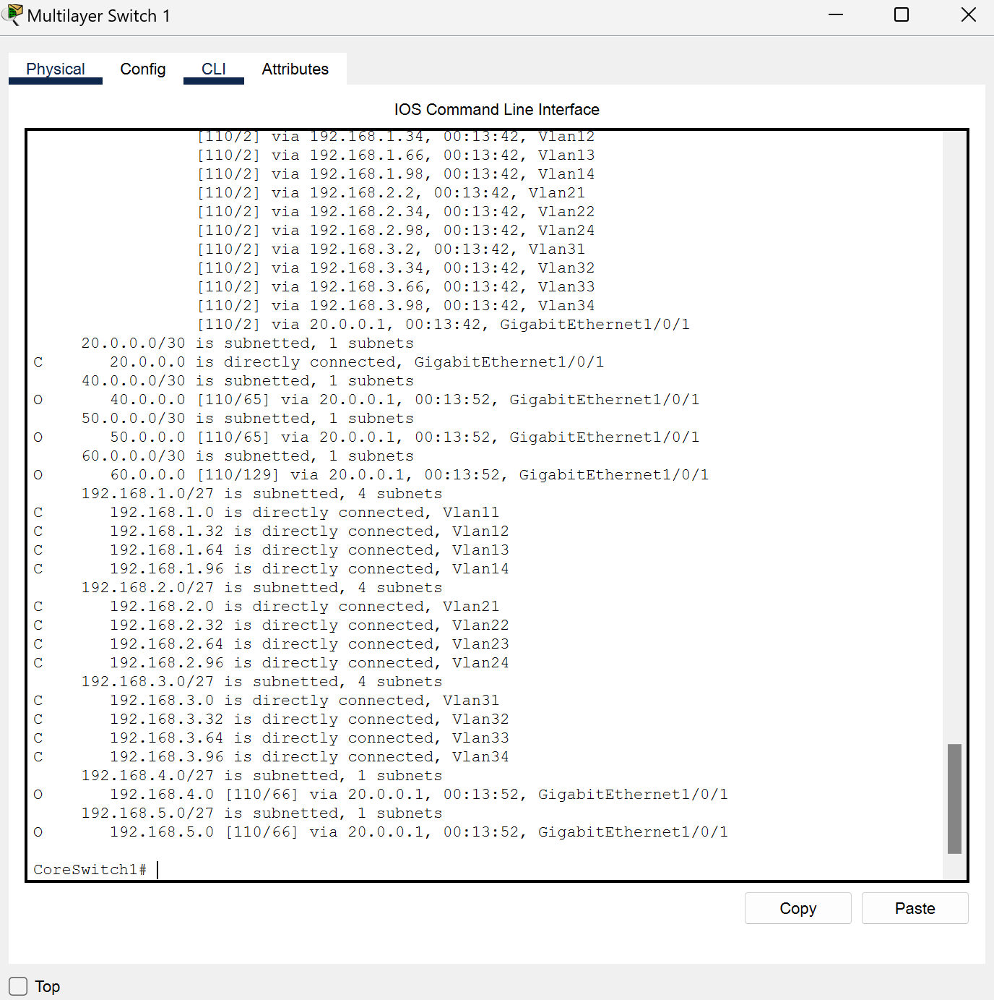 Multilayer Switch 1
Physical Config CLI Attributes
IOS Command Line Interface
[110/2] via 192.168.1.34, 00:13:42, Vlan12
[110/2] via 192.168.1.66, 00:13:42, Vlan13
[110/2] via 192.168.1.98, 00:13:42, Vlan14
[110/2] via 192.168.2.2, 00:13:42, Vlan21
[110/2] via 192.168.2.34, 00:13:42, Vlan22
[110/2] via 192.168.2.98, 00:13:42, Vlan24
[110/2] via 192.168.3.2, 00:13:42, Vlan31
[110/2] via 192.168.3.34, 00:13:42, Vlan32
[110/2] via 192.168.3.66, 00:13:42, Vlan33
[110/2] via 192.168.3.98, 00:13:42, Vlan34
[110/2] via 20.0.0.1, 00:13:42, GigabitEthernet1/0/1
20.0.0.0/30 is subnetted, 1 subnets
C 20.0.0.0 is directly connected, GigabitEthernet1/0/1
40.0.0.0/30 is subnetted, 1 subnets
O 40.0.0.0 [110/65] via 20.0.0.1, 00:13:52, GigabitEthernet1/0/1
50.0.0.0/30 is subnetted, 1 subnets
O 50.0.0.0 [110/65] via 20.0.0.1, 00:13:52, GigabitEthernet1/0/1
60.0.0.0/30 is subnetted, 1 subnets
O 60.0.0.0 [110/129] via 20.0.0.1, 00:13:52, GigabitEthernet1/0/1
192.168.1.0/27 is subnetted, 4 subnets
C 192.168.1.0 is directly connected, Vlan11
C 192.168.1.32 is directly connected, Vlan12
C 192.168.1.64 is directly connected, Vlan13
C 192.168.1.96 is directly connected, Vlan14
192.168.2.0/27 is subnetted, 4 subnets
C 192.168.2.0 is directly connected, Vlan21
C 192.168.2.32 is directly connected, Vlan22
C 192.168.2.64 is directly connected, Vlan23
C 192.168.2.96 is directly connected, Vlan24
192.168.3.0/27 is subnetted, 4 subnets
C 192.168.3.0 is directly connected, Vlan31
C 192.168.3.32 is directly connected, Vlan32
C 192.168.3.64 is directly connected, Vlan33
C 192.168.3.96 is directly connected, Vlan34
192.168.4.0/27 is subnetted, 1 subnets
O 192.168.4.0 [110/66] via 20.0.0.1, 00:13:52, GigabitEthernet1/0/1
192.168.5.0/27 is subnetted, 1 subnets
O 192.168.5.0 [110/66] via 20.0.0.1, 00:13:52, GigabitEthernet1/0/1
CoreSwitch1#
Copy Paste
Top